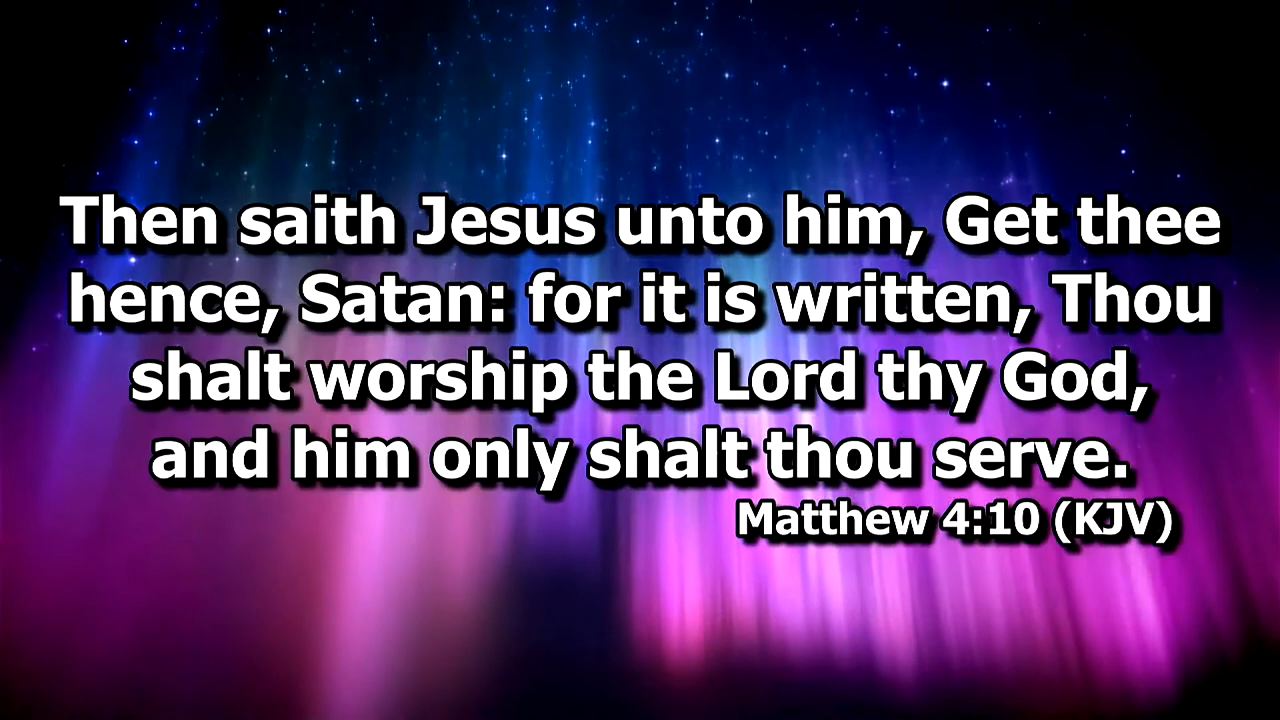 Then saith Jesus unto him, Get thee
hence, Satan: for it is written, Thou
shalt worship the Lord thy God,
and him only shalt thou serve.
Matthew 4:10 (KJV)